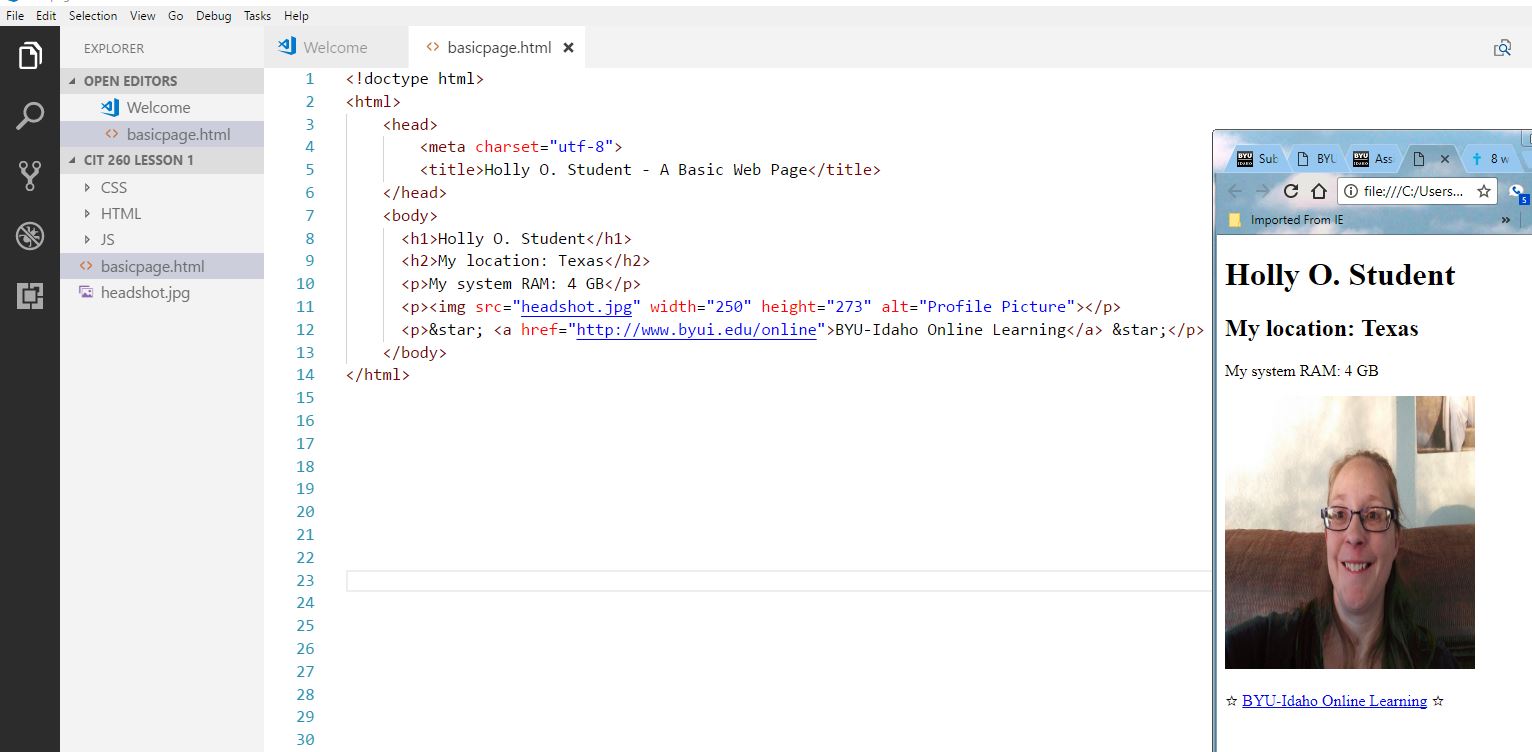 File Edit Selection View Go Debug Tasks Help
EXPLORER
OPEN EDITORS
Welcome
basicpage.html
CIT 260 LESSON 1
CSS
HTML
JS
basicpage.html
headshot.jpg
Welcome basicpage.html
1 <!doctype html>
2 <html>
3 <head>
4 <meta charset="utf-8">
5 <title>Holly O. Student - A Basic Web Page</title>
6 </head>
7 <body>
8 <h1>Holly O. Student</h1>
9 <h2>My location: Texas</h2>
10 <p>My system RAM: 4 GB</p>
11 <p><img src="headshot.jpg" width="250" height="273" alt="Profile Picture"></p>
12 <p>&star; <a href="http://www.byui.edu/online">BYU-Idaho Online Learning</a> &star;</p>
13 </body>
14 </html>
15
16
17
18
19
20
21
22
23
24
25
26
27
28
29
30
BYU IDAHO Sub BYU BYU IDAHO Ass 8 w
file:///C:/Users... 5
Imported From IE »
Holly O. Student
My location: Texas
My system RAM: 4 GB
☆ BYU-Idaho Online Learning ☆